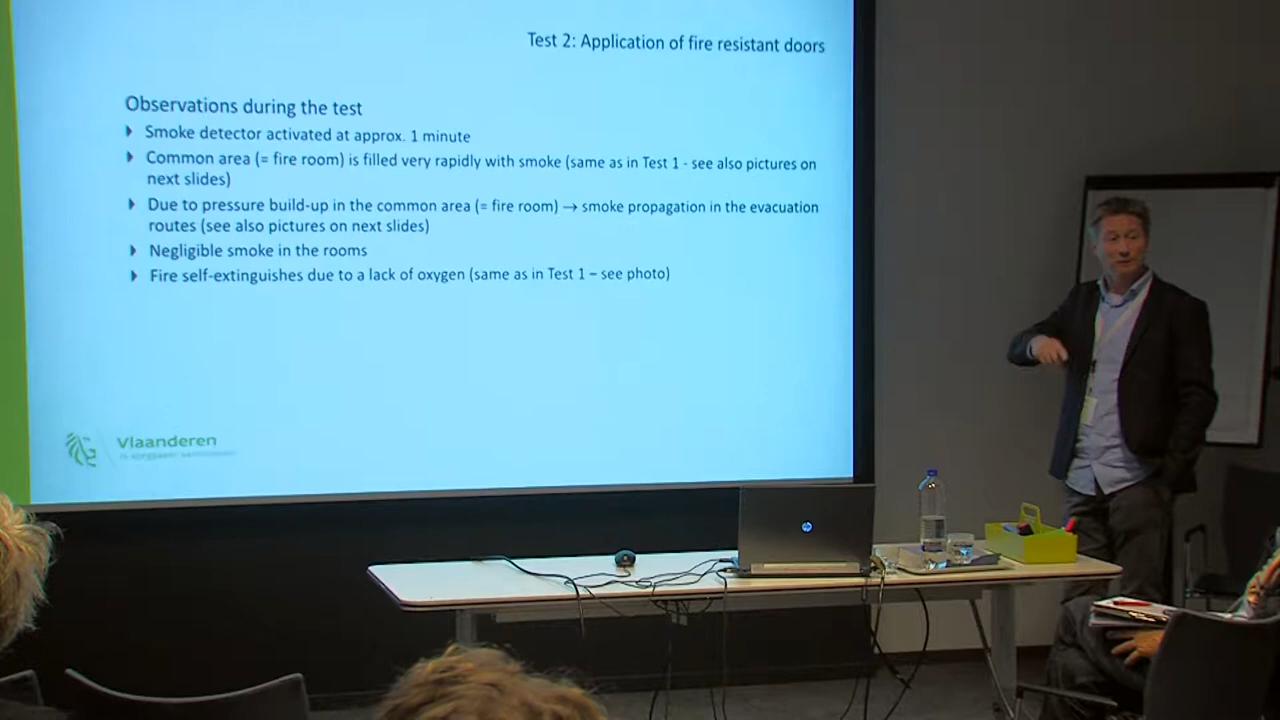 Test 2: Application of fire resistant doors
Observations during the test
Smoke detector activated at approx. 1 minute
Common area (= fire room) is filled very rapidly with smoke (same as in Test 1 - see also pictures on
next slides)
Due to pressure build-up in the common area (= fire room) → smoke propagation in the evacuation
routes (see also pictures on next slides)
Negligible smoke in the rooms
Fire self-extinguishes due to a lack of oxygen (same as in Test 1 – see photo)
Vlaanderen
hp